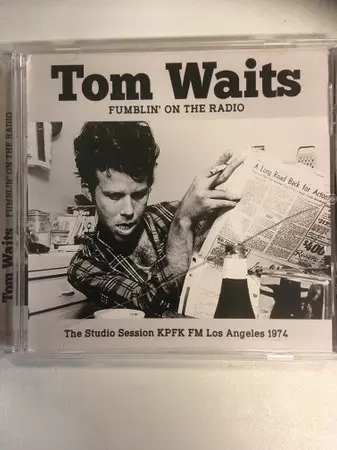 Tom Waits
FUMBLIN' ON THE RADIO
Tom Waits FUMBLIN' ON THE RADIO
A Long Road Back for Actor
The Studio Session KPFK FM Los Angeles 1974